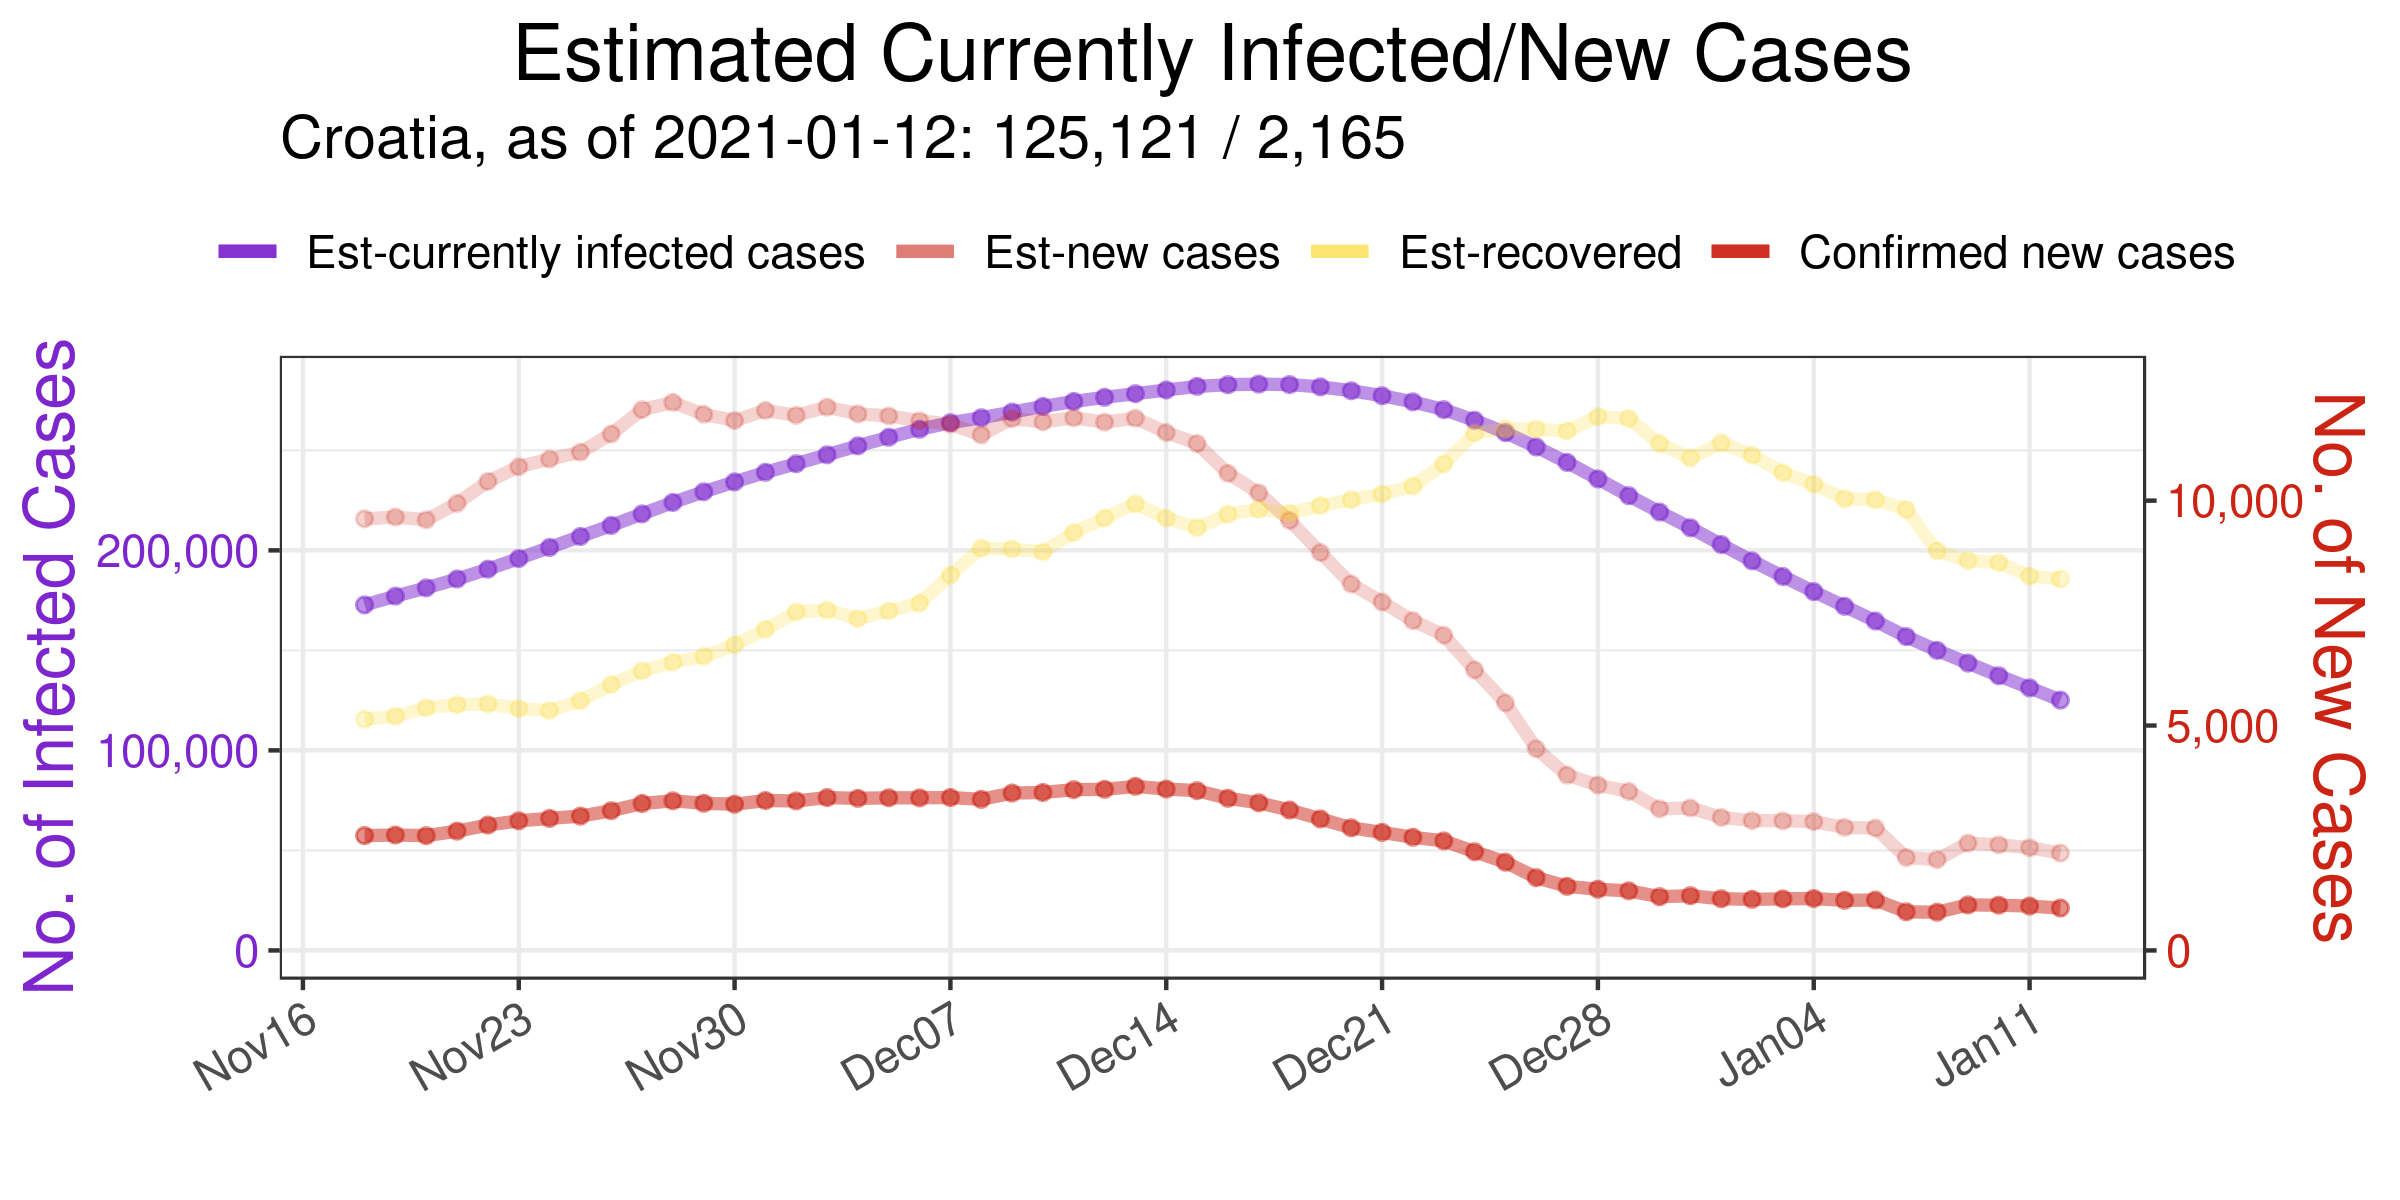 Estimated Currently Infected/New Cases
Croatia, as of 2021-01-12: 125,121 / 2,165
Est-currently infected cases Est-new cases Est-recovered Confirmed new cases
No. of Infected Cases
200,000
100,000
0
10,000
5,000
0
No. of New Cases
Nov16 Nov23 Nov30 Dec07 Dec14 Dec21 Dec28 Jan04 Jan11